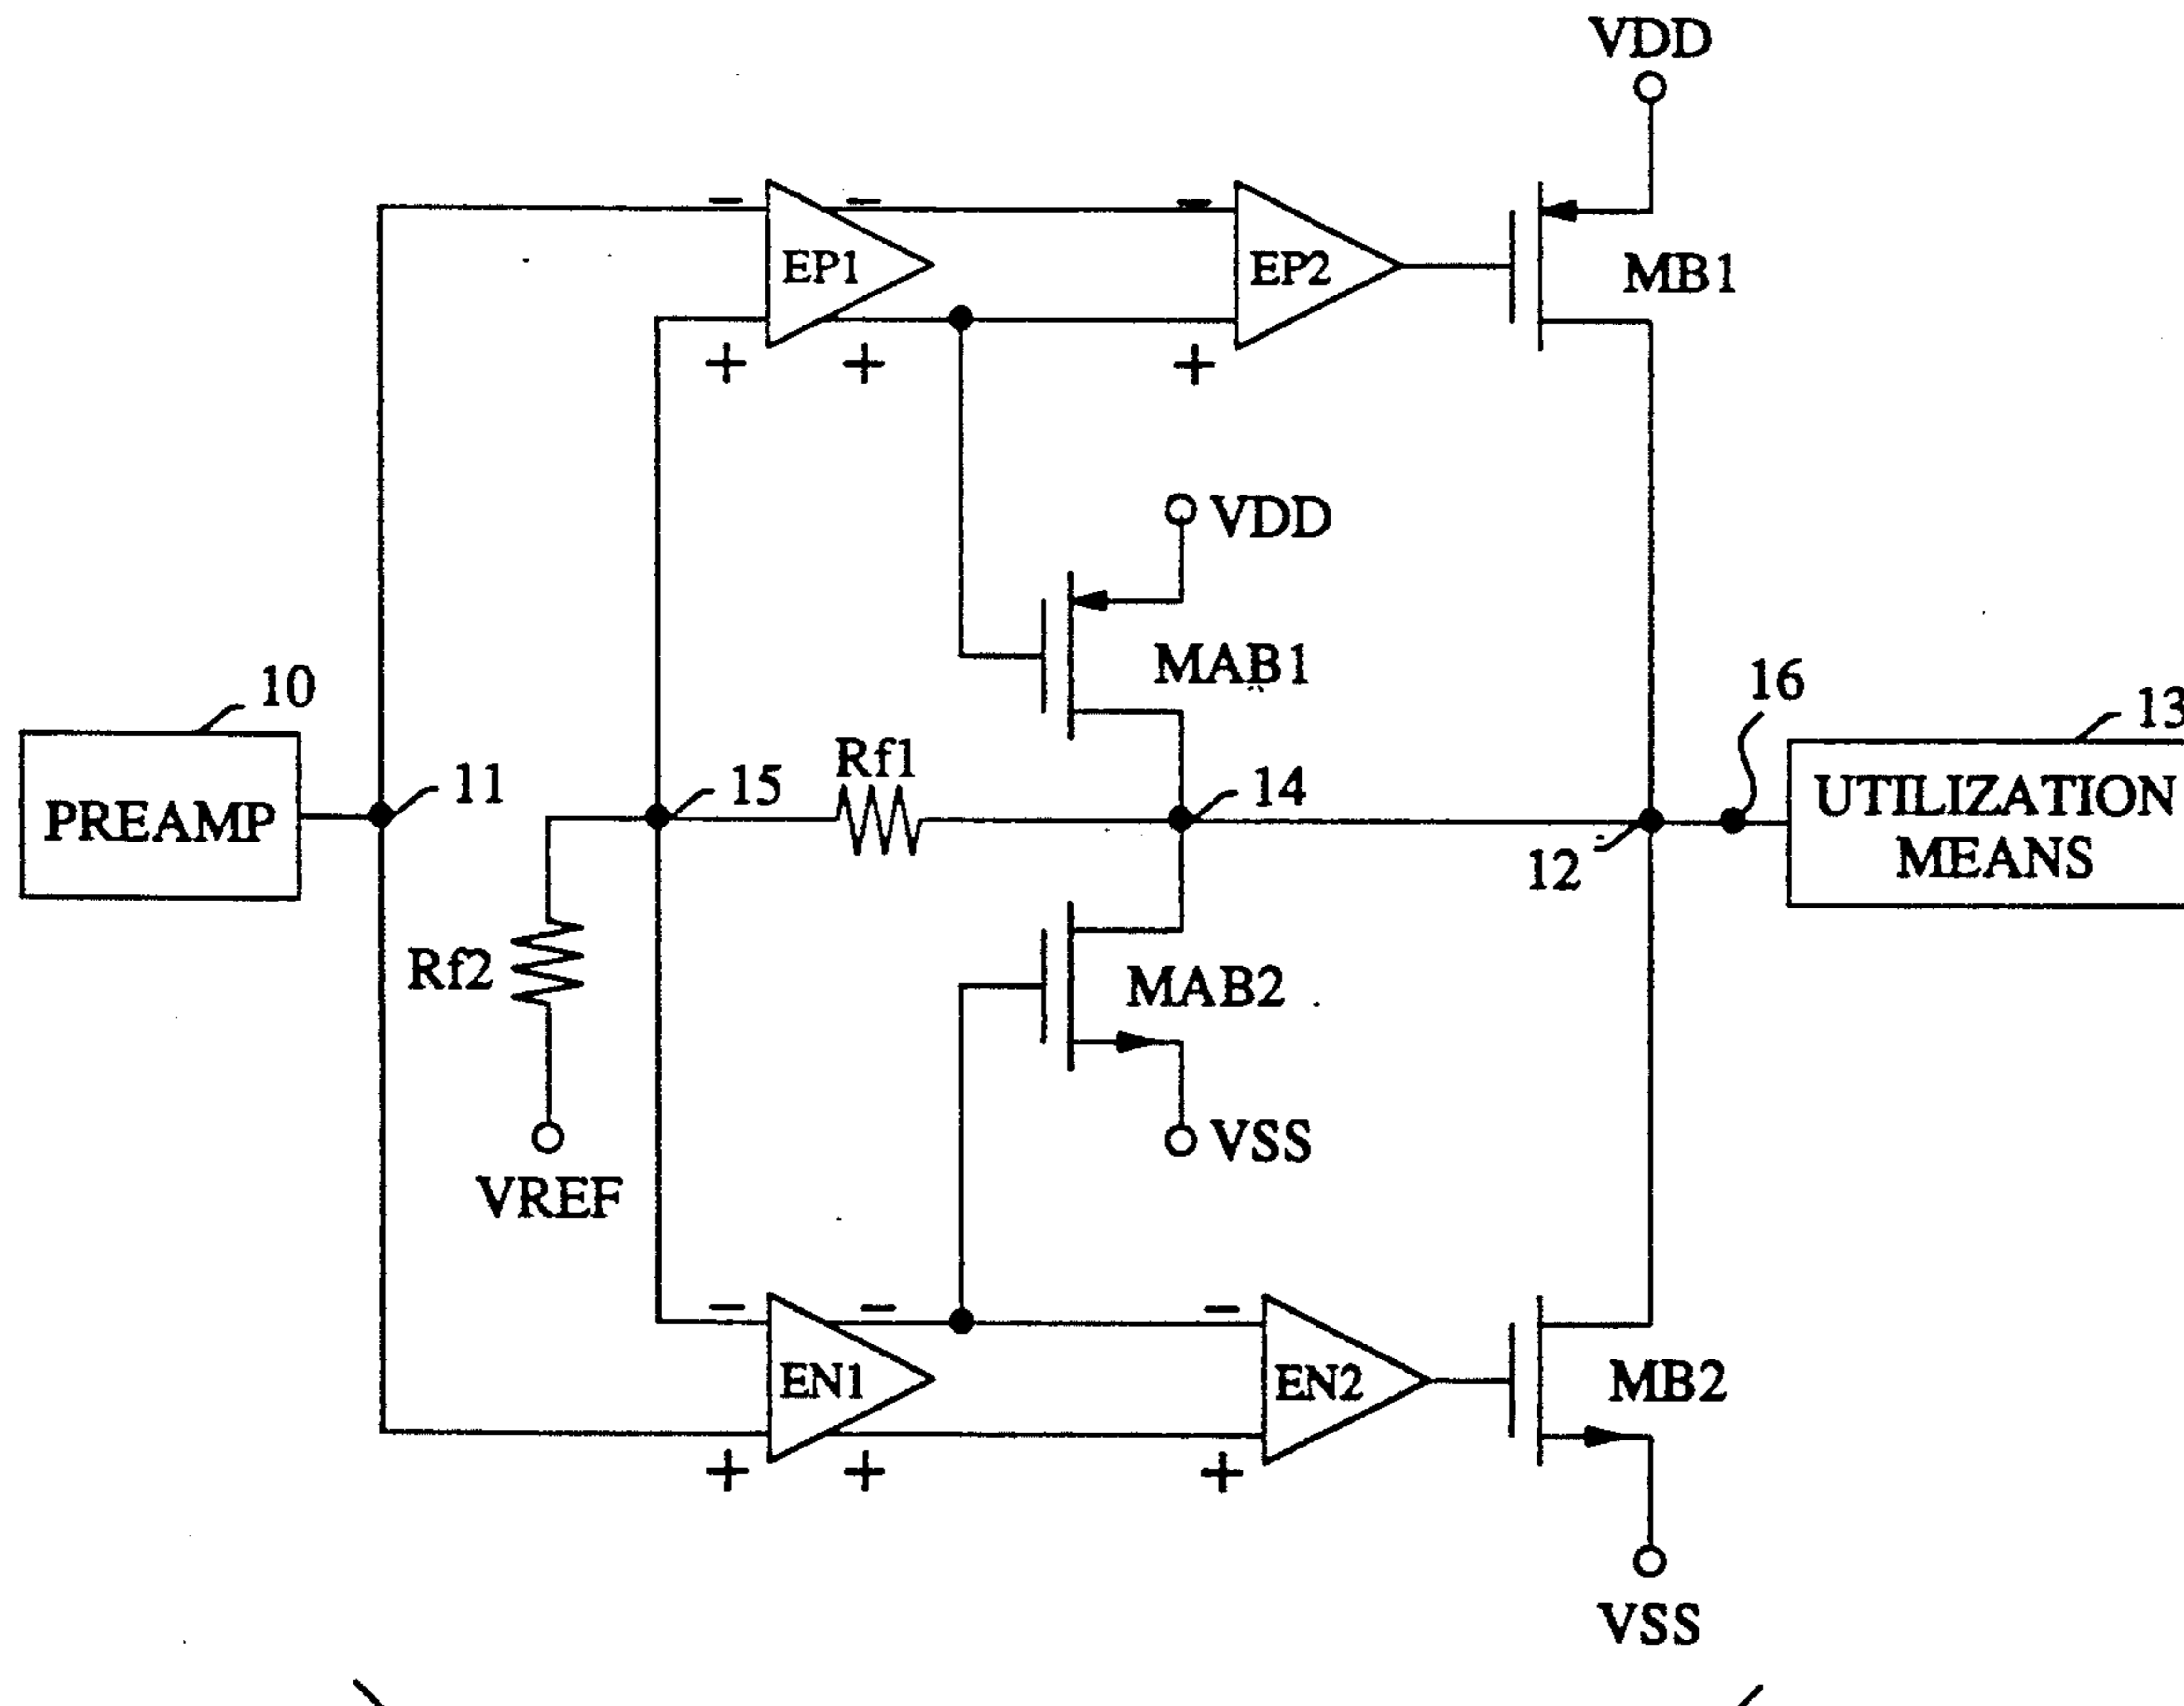 VDD
- - -
EP1 EP2 MB1
+ + +
VDD
MAB1
10 16 13
Rf1
11 15 14
PREAMP UTILIZATION
MEANS
12
Rf2 MAB2
VSS
VREF
- - -
EN1 EN2 MB2
+ + +
VSS